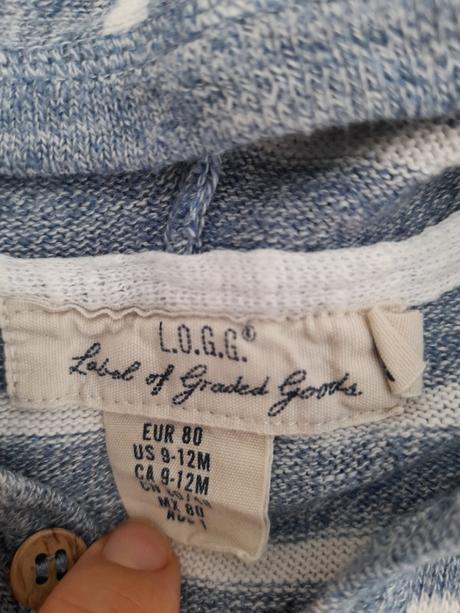 L.O.G.G.®
Label of Graded Goods
EUR 80
US 9-12M
CA 9-12M
MX 80